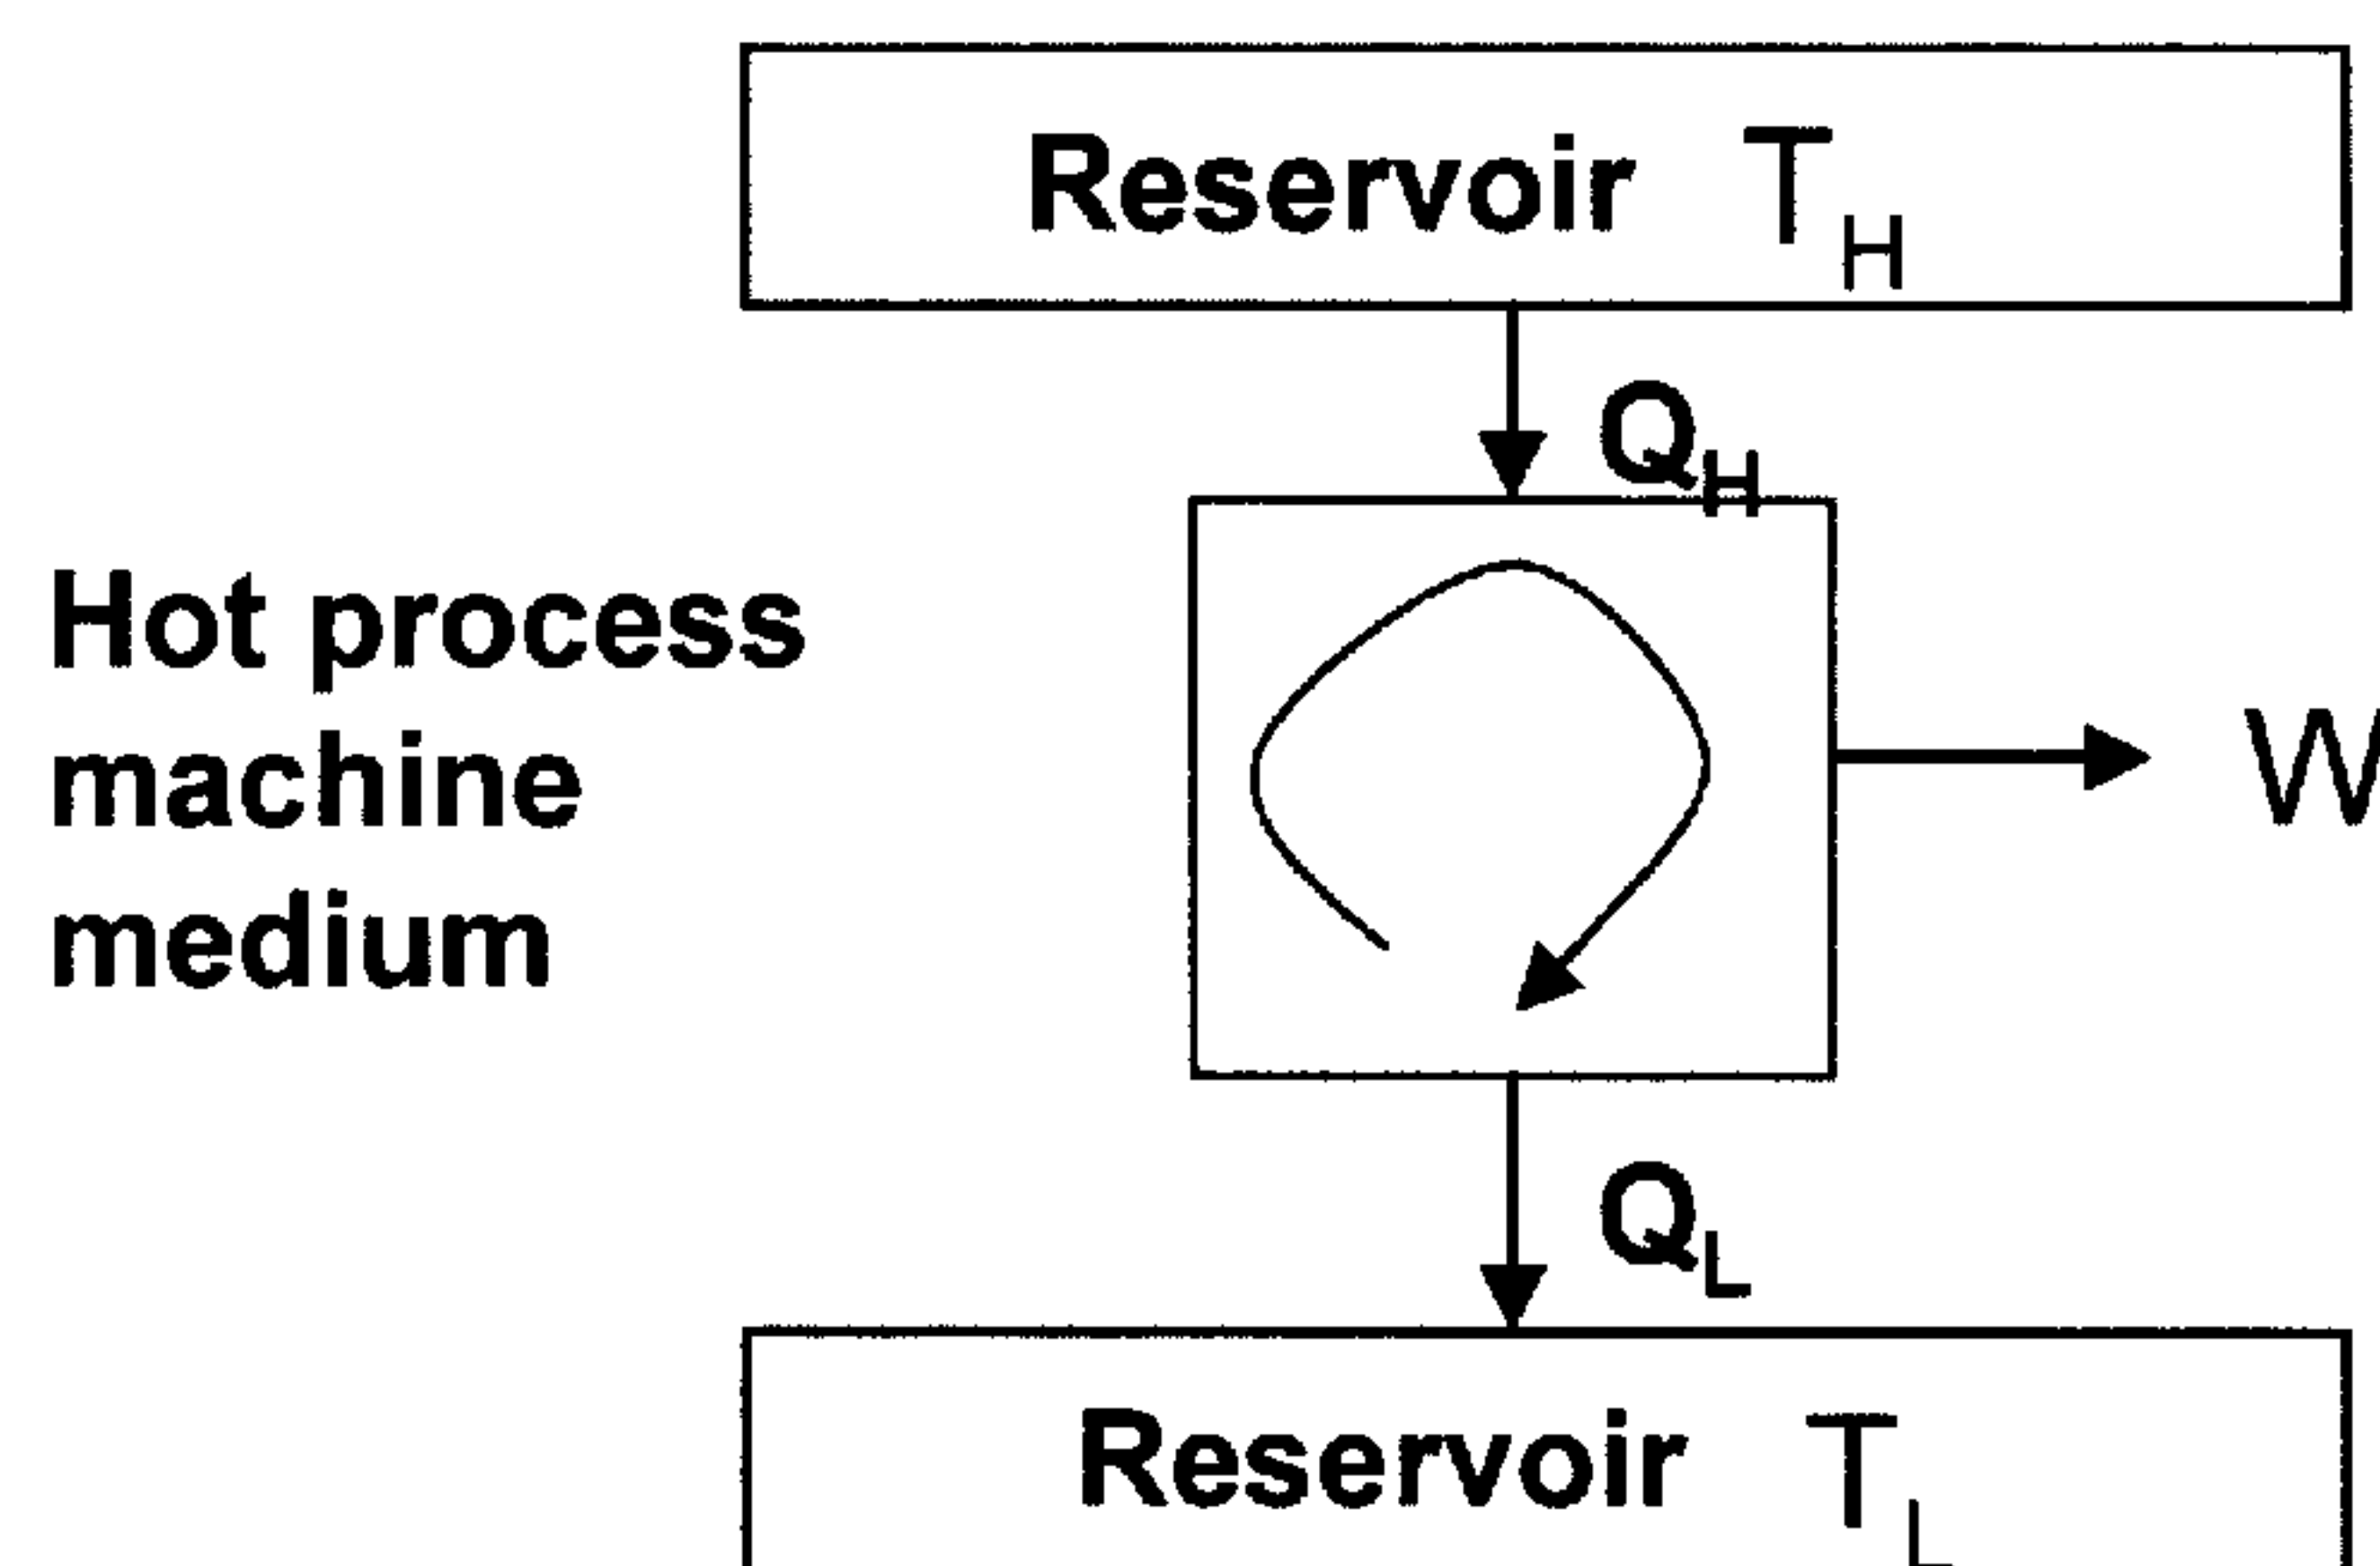 Reservoir T_H
Q_H
Hot process
machine
medium
W
Q_L
Reservoir T_L